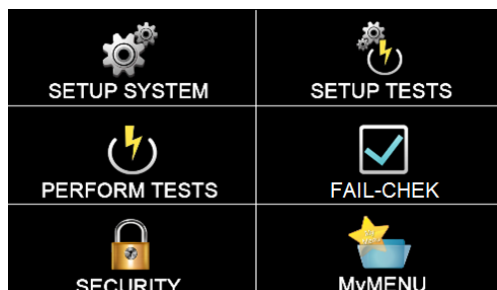 SETUP SYSTEM
SETUP TESTS
PERFORM TESTS
FAIL-CHEK
SECURITY
MyMENU